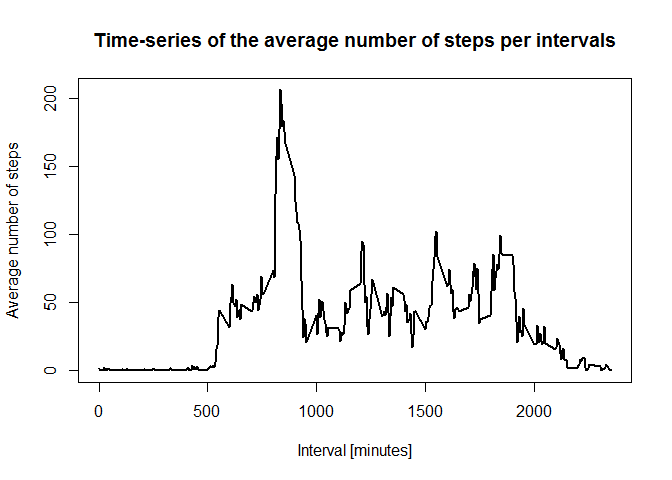 Time-series of the average number of steps per intervals
Average number of steps
200
150
100
50
0
0 500 1000 1500 2000
Interval [minutes]